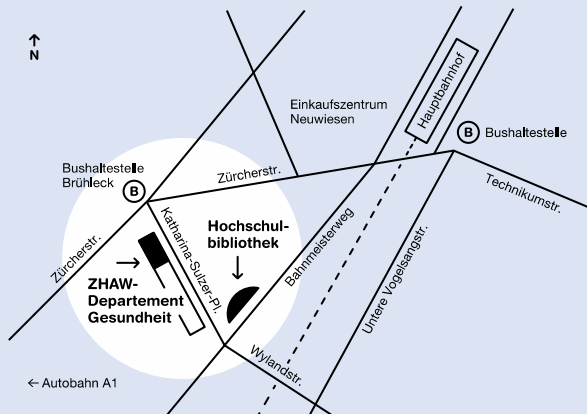 N
Hauptbahnhof
Einkaufszentrum
Neuwiesen
B
Bushaltestelle
Bushaltestelle
Brühleck
B
Zürcherstr.
Technikumstr.
Zürcherstr.
Katharina-Sulzer-Pl.
Hochschul-
bibliothek
Bahnmeisterweg
Untere Vogelsangstr.
ZHAW-
Departement
Gesundheit
Wylandstr.
← Autobahn A1